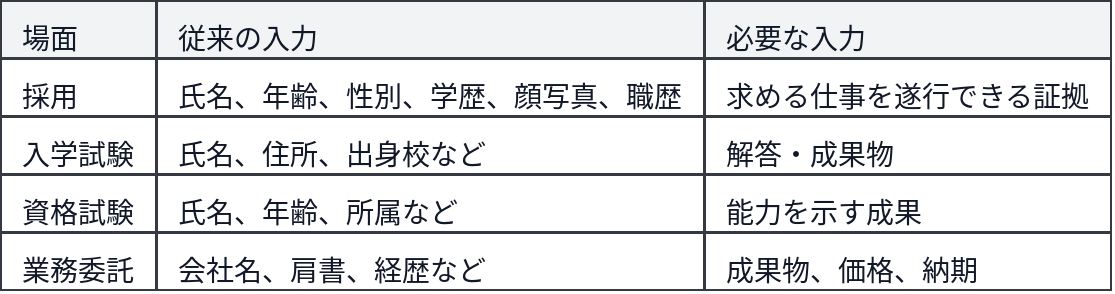 場面 従来の入力 必要な入力
採用 氏名、年齢、性別、学歴、顔写真、職歴 求める仕事を遂行できる証拠
入学試験 氏名、住所、出身校など 解答・成果物
資格試験 氏名、年齢、所属など 能力を示す成果
業務委託 会社名、肩書、経歴など 成果物、価格、納期